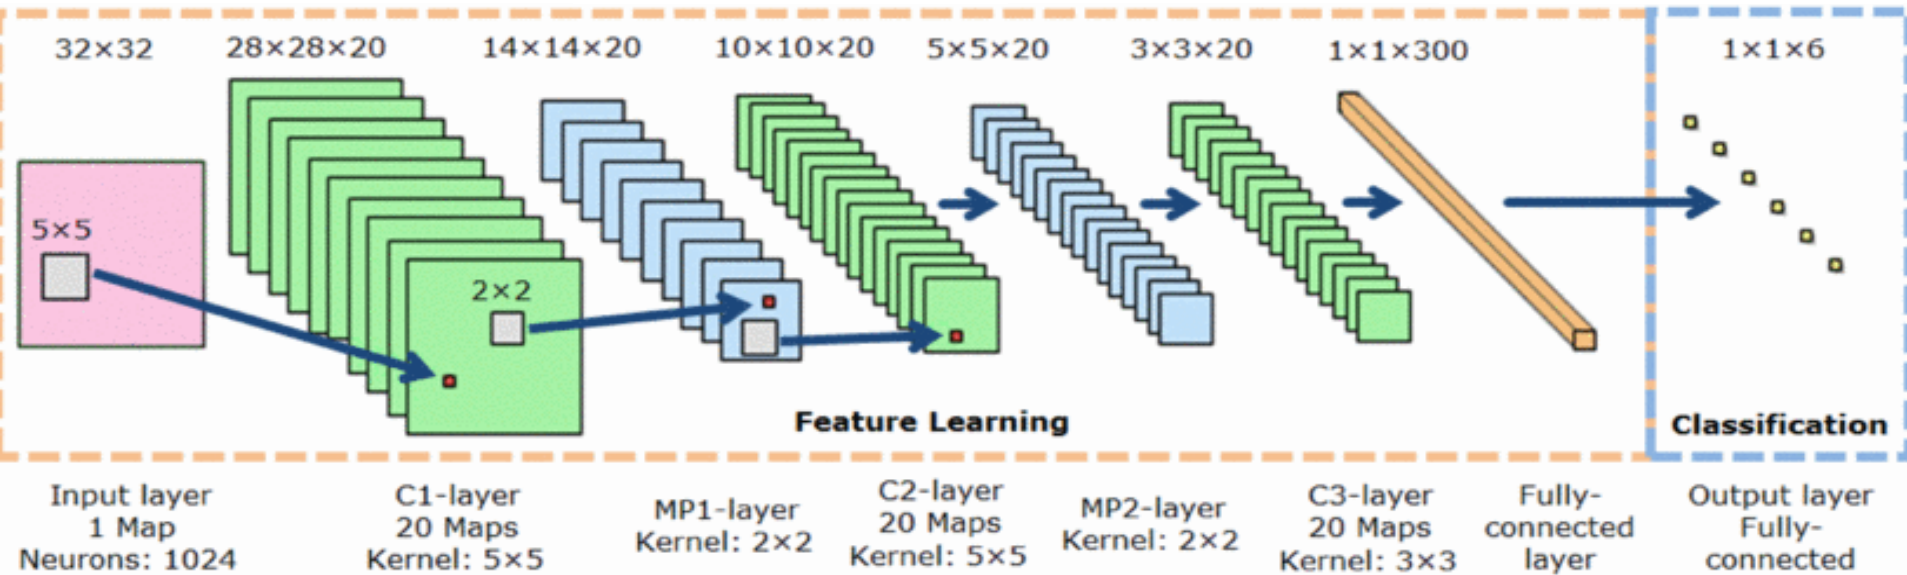 32×32
28×28×20
14×14×20
10×10×20
5×5×20
3×3×20
1×1×300
1×1×6
5×5
2×2
Feature Learning
Classification
Input layer
1 Map
Neurons: 1024
C1-layer
20 Maps
Kernel: 5×5
MP1-layer
Kernel: 2×2
C2-layer
20 Maps
Kernel: 5×5
MP2-layer
Kernel: 2×2
C3-layer
20 Maps
Kernel: 3×3
Fully-
connected
layer
Output layer
Fully-
connected